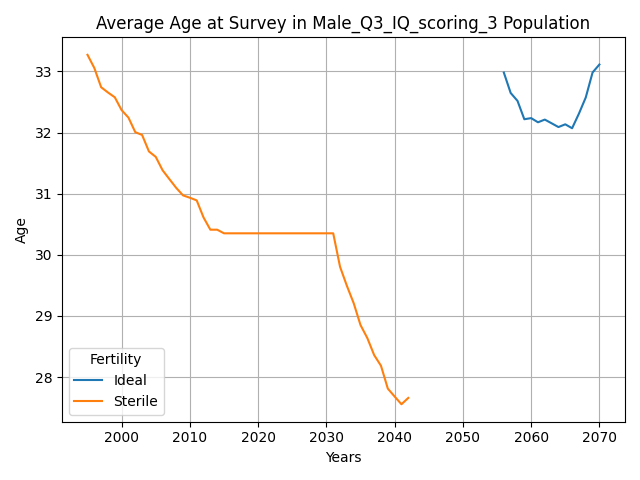 Average Age at Survey in Male_Q3_IQ_scoring_3 Population
33
32
31
30
29
28
Age
Fertility
Ideal
Sterile
2000 2010 2020 2030 2040 2050 2060 2070
Years